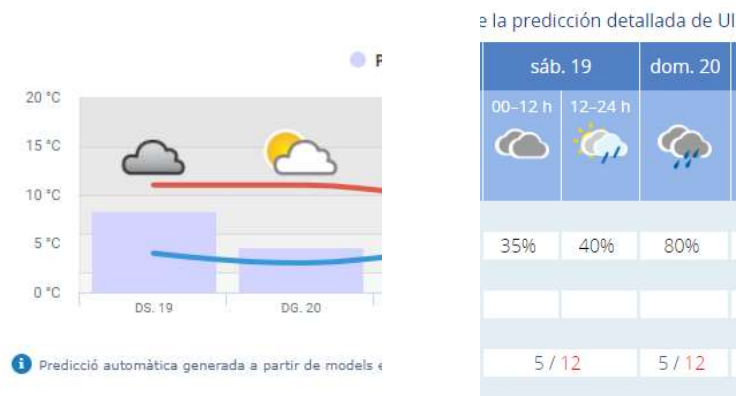 P
20 °C
15 °C
10 °C
5 °C
0 °C
DS. 19 DG. 20
Predicció automàtica generada a partir de models e
e la predicción detallada de Ul
sáb. 19 dom. 20
00–12 h 12–24 h
35% 40% 80%
5 / 12 5 / 12